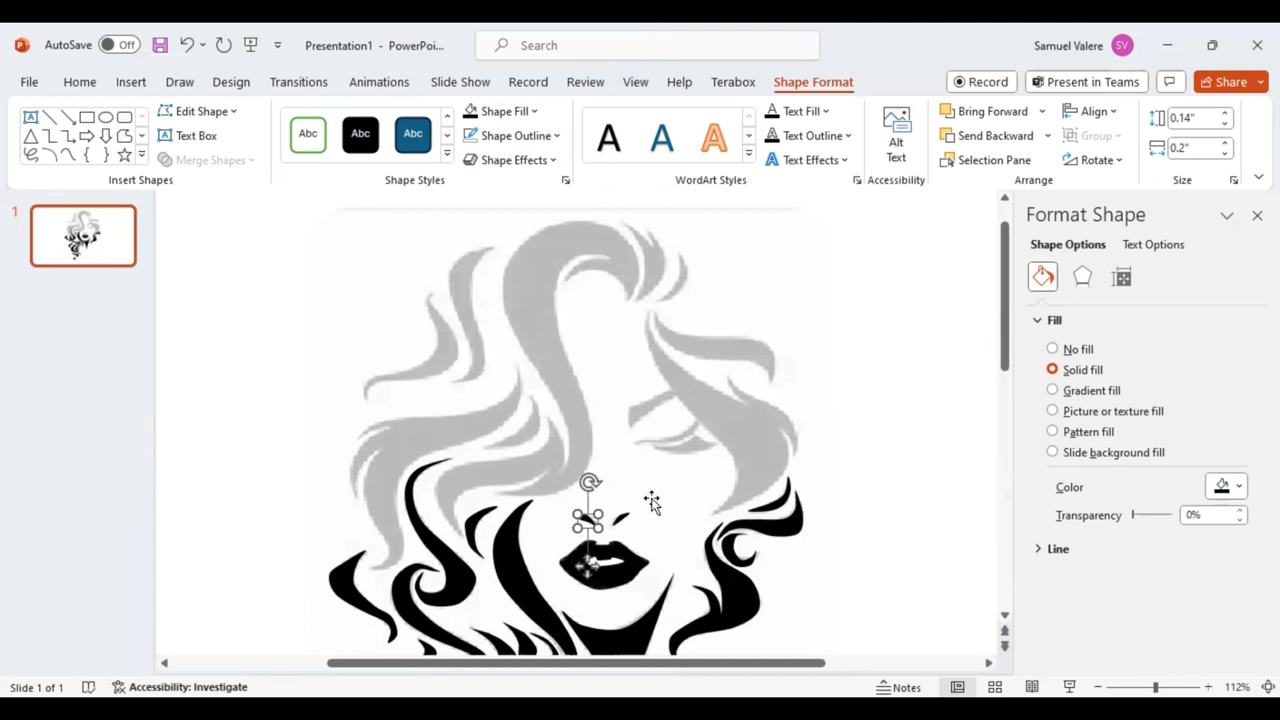 AutoSave Off Presentation1 - PowerPoi... Search Samuel Valere SV
File Home Insert Draw Design Transitions Animations Slide Show Record Review View Help Terabox Shape Format Record Present in Teams Share
Edit Shape Text Box Merge Shapes Insert Shapes
Abc Abc Abc Shape Fill Shape Outline Shape Effects Shape Styles
A A A Text Fill Text Outline Text Effects WordArt Styles
Alt Text Accessibility
Bring Forward Send Backward Selection Pane Align Group Rotate Arrange
0.14" 0.2" Size
1
Format Shape
Shape Options Text Options
Fill
No fill
Solid fill
Gradient fill
Picture or texture fill
Pattern fill
Slide background fill
Color
Transparency 0%
Line
Slide 1 of 1 Accessibility: Investigate Notes 112%